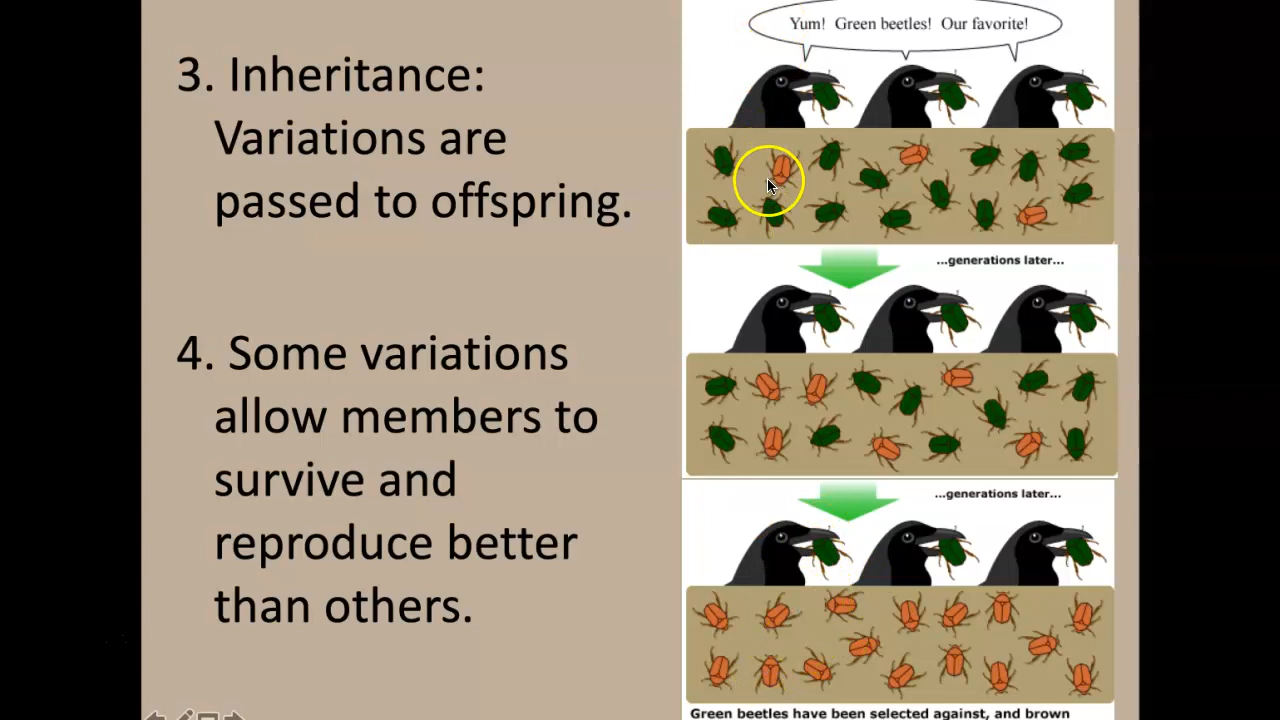 3. Inheritance:
Variations are
passed to offspring.
4. Some variations
allow members to
survive and
reproduce better
than others.
Yum! Green beetles! Our favorite!
...generations later...
...generations later...
Green beetles have been selected against, and brown